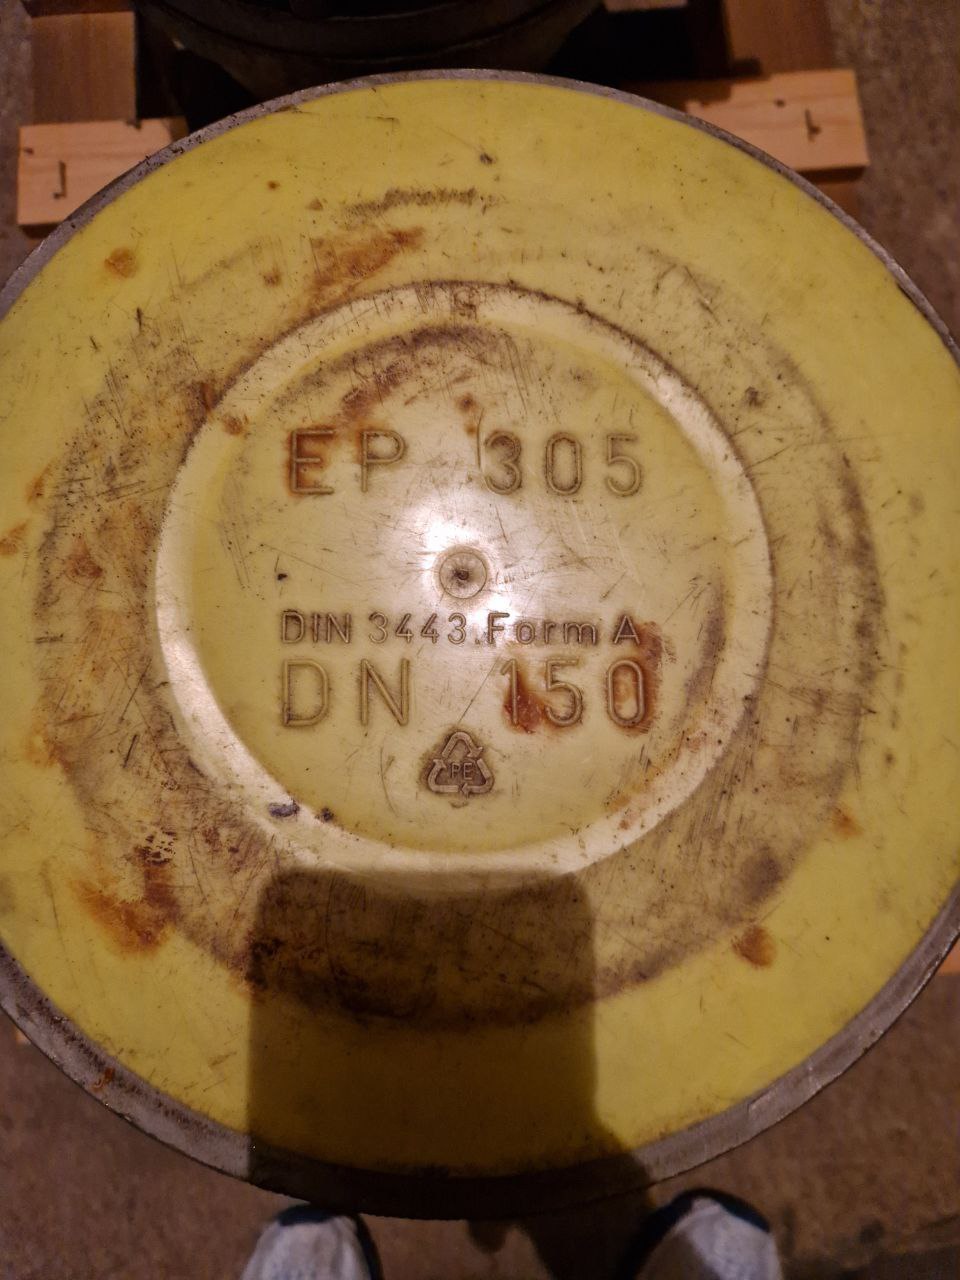 EP 305
DIN 3443.Form A
DN 150
PE